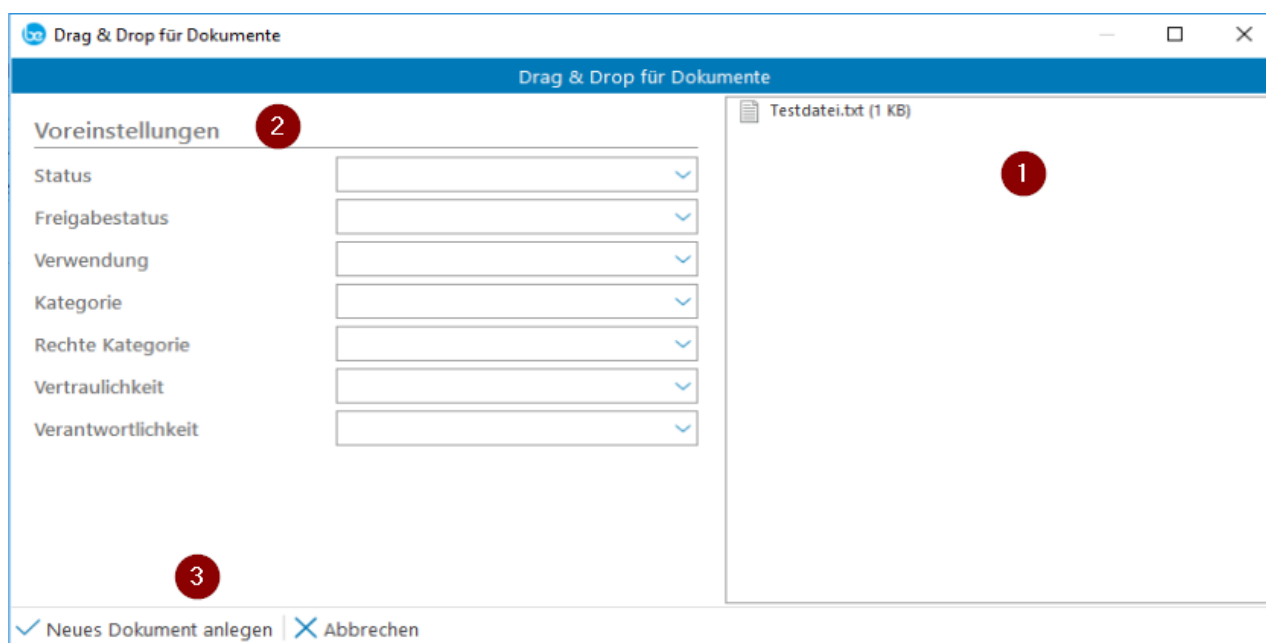 be Drag & Drop für Dokumente
Drag & Drop für Dokumente
Voreinstellungen 2
Status
Freigabestatus
Verwendung
Kategorie
Rechte Kategorie
Vertraulichkeit
Verantwortlichkeit
Testdatei.txt (1 KB)
1
3
Neues Dokument anlegen Abbrechen